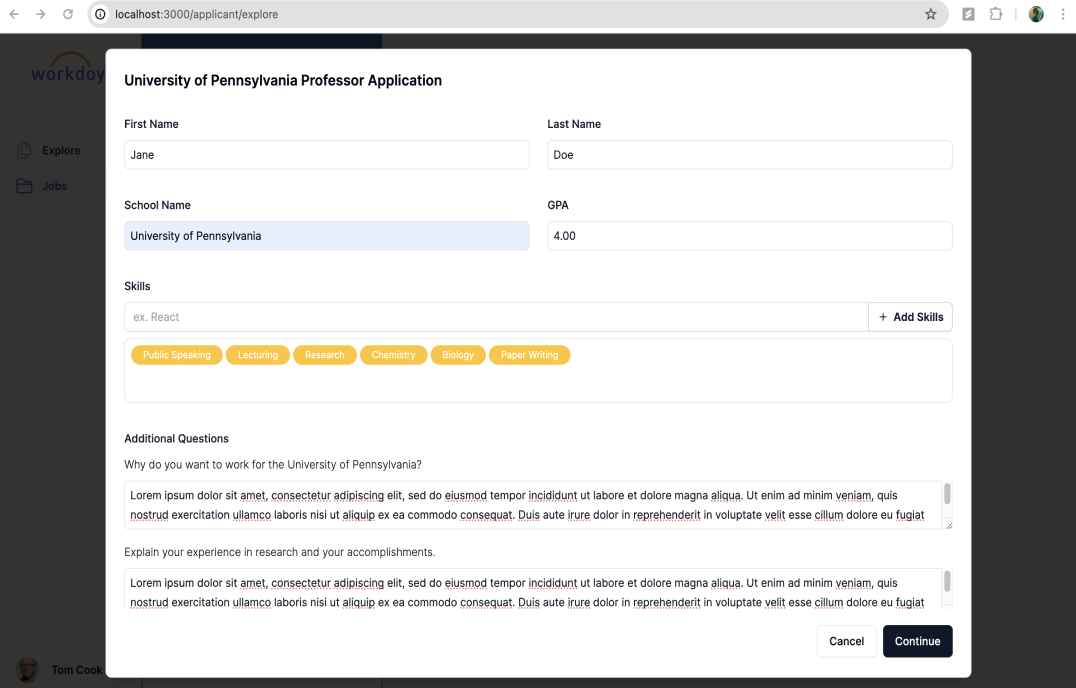 localhost:3000/applicant/explore
workday
University of Pennsylvania Professor Application
First Name
Last Name
Jane
Doe
Explore
Jobs
School Name
GPA
University of Pennsylvania
4.00
Skills
ex. React
+ Add Skills
Public Speaking Lecturing Research Chemistry Biology Paper Writing
Additional Questions
Why do you want to work for the University of Pennsylvania?
Lorem ipsum dolor sit amet, consectetur adipiscing elit, sed do eiusmod tempor incididunt ut labore et dolore magna aliqua. Ut enim ad minim veniam, quis
nostrud exercitation ullamco laboris nisi ut aliquip ex ea commodo consequat. Duis aute irure dolor in reprehenderit in voluptate velit esse cillum dolore eu fugiat
Explain your experience in research and your accomplishments.
Lorem ipsum dolor sit amet, consectetur adipiscing elit, sed do eiusmod tempor incididunt ut labore et dolore magna aliqua. Ut enim ad minim veniam, quis
nostrud exercitation ullamco laboris nisi ut aliquip ex ea commodo consequat. Duis aute irure dolor in reprehenderit in voluptate velit esse cillum dolore eu fugiat
Cancel
Continue
Tom Cook